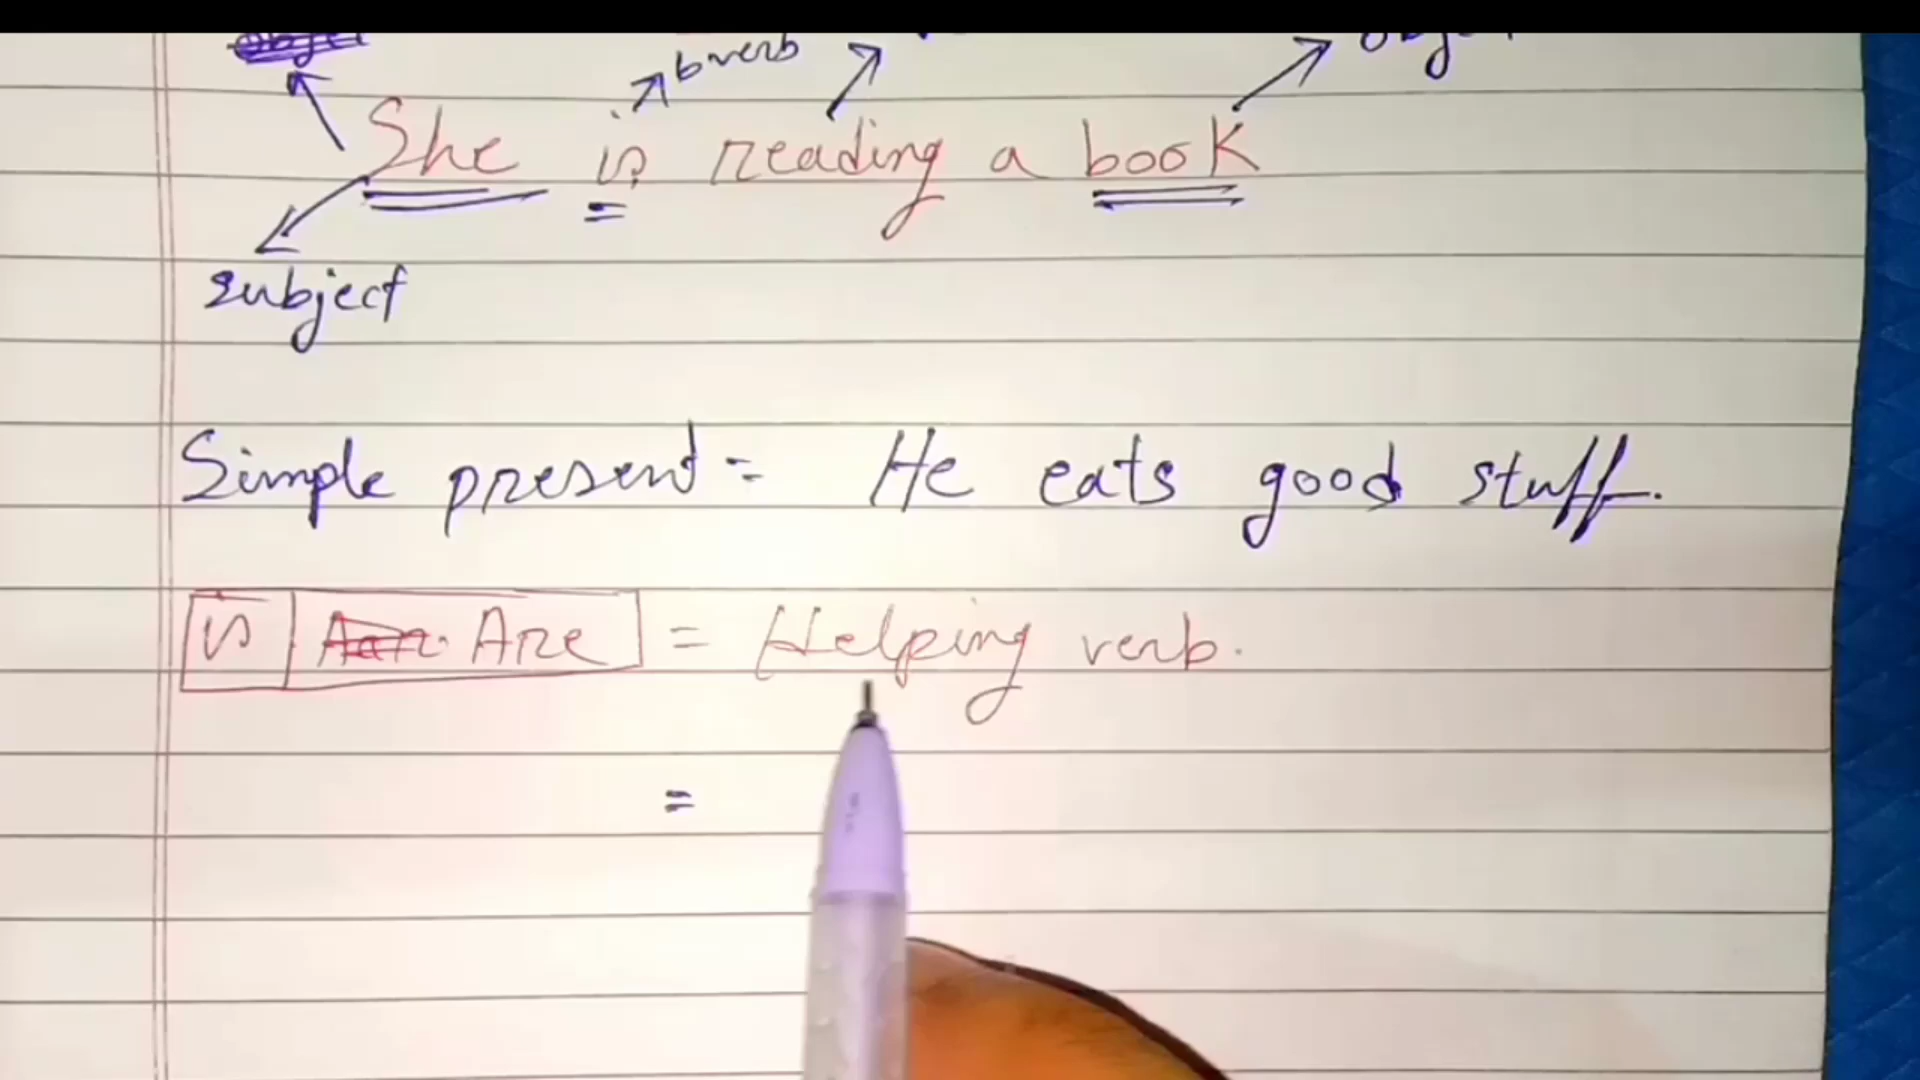 b verb
She is reading a book
subject
Simple present = He eats good stuff.
is Are = Helping verb.
=